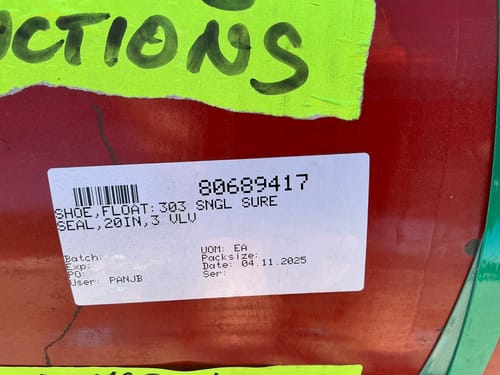 UCTIONS
80689417
SHOE,FLOAT:303 SNGL SURE
SEAL,20IN,3 VLV
Batch:
UOM: EA
Exp:
Packsize:
PO:
Date: 04.11.2025
User: PANJB
Ser: